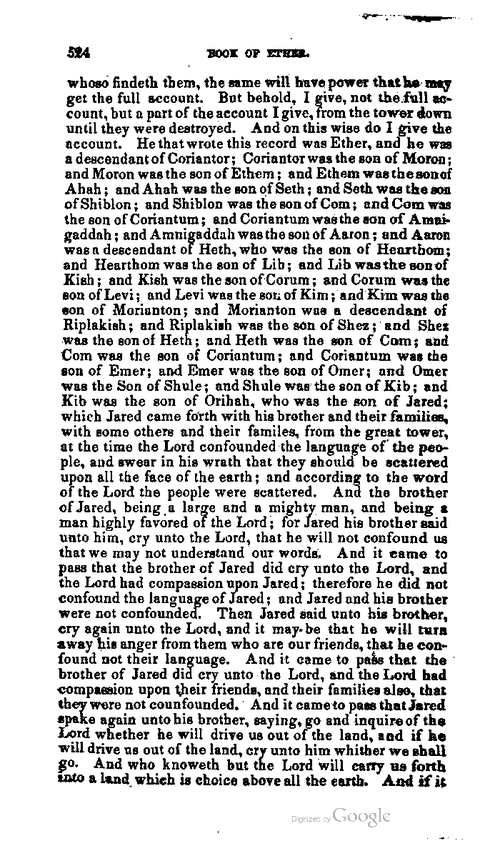 524 BOOK OF ETHER.
whoso findeth them, the same will have power that he may
get the full account. But behold, I give, not the full ac-
count, but a part of the account I give, from the tower down
until they were destroyed. And on this wise do I give the
account. He that wrote this record was Ether, and he was
a descendant of Coriantor; Coriantor was the son of Moron;
and Moron was the son of Ethem; and Ethem was the son of
Ahah; and Ahah was the son of Seth; and Seth was the son
of Shiblon; and Shiblon was the son of Com; and Com was
the son of Coriantum; and Coriantum was the son of Amni-
gaddah; and Amnigaddah was the son of Aaron; and Aaron
was a descendant of Heth, who was the son of Hearthom;
and Hearthom was the son of Lib; and Lib was the son of
Kish; and Kish was the son of Corum; and Corum was the
son of Levi; and Levi was the son of Kim; and Kim was the
son of Morianton; and Morianton was a descendant of
Riplakish; and Riplakish was the son of Shez; and Shez
was the son of Heth; and Heth was the son of Com; and
Com was the son of Coriantum; and Coriantum was the
son of Emer; and Emer was the son of Omer; and Omer
was the Son of Shule; and Shule was the son of Kib; and
Kib was the son of Orihah, who was the son of Jared;
which Jared came forth with his brother and their families,
with some others and their familes, from the great tower,
at the time the Lord confounded the language of the peo-
ple, and swear in his wrath that they should be scattered
upon all the face of the earth; and according to the word
of the Lord the people were scattered. And the brother
of Jared, being a large and a mighty man, and being a
man highly favored of the Lord; for Jared his brother said
unto him, cry unto the Lord, that he will not confound us
that we may not understand our words. And it came to
pass that the brother of Jared did cry unto the Lord, and
the Lord had compassion upon Jared; therefore he did not
confound the language of Jared; and Jared and his brother
were not confounded. Then Jared said unto his brother,
cry again unto the Lord, and it may be that he will turn
away his anger from them who are our friends, that he con-
found not their language. And it came to pass that the
brother of Jared did cry unto the Lord, and the Lord had
compassion upon their friends, and their families also, that
they were not counfounded. And it came to pass that Jared
spake again unto his brother, saying, go and inquire of the
Lord whether he will drive us out of the land, and if he
will drive us out of the land, cry unto him whither we shall
go. And who knoweth but the Lord will carry us forth
into a land which is choice above all the earth. And if it
Digitized by Google